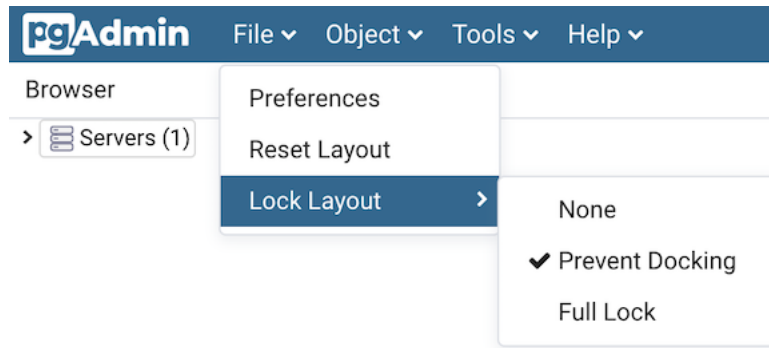 pgAdmin File Object Tools Help
Browser
Servers (1)
Preferences
Reset Layout
Lock Layout
None
Prevent Docking
Full Lock